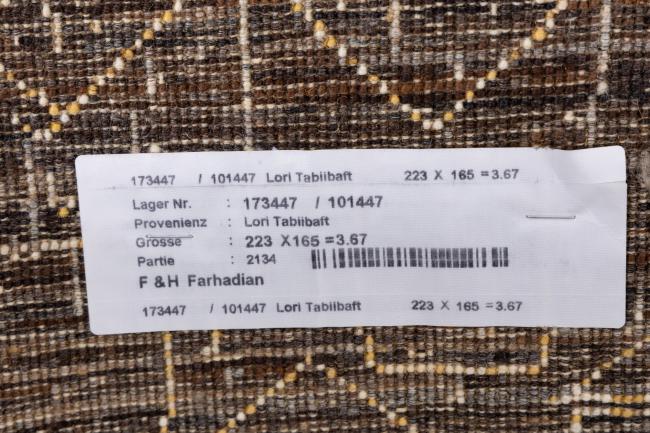 173447 / 101447 Lori Tabiibaft 223 X 165 =3.67
Lager Nr. : 173447 / 101447
Provenienz : Lori Tabiibaft
Grosse : 223 X165 =3.67
Partie : 2134
F & H Farhadian
173447 / 101447 Lori Tabiibaft 223 X 165 =3.67